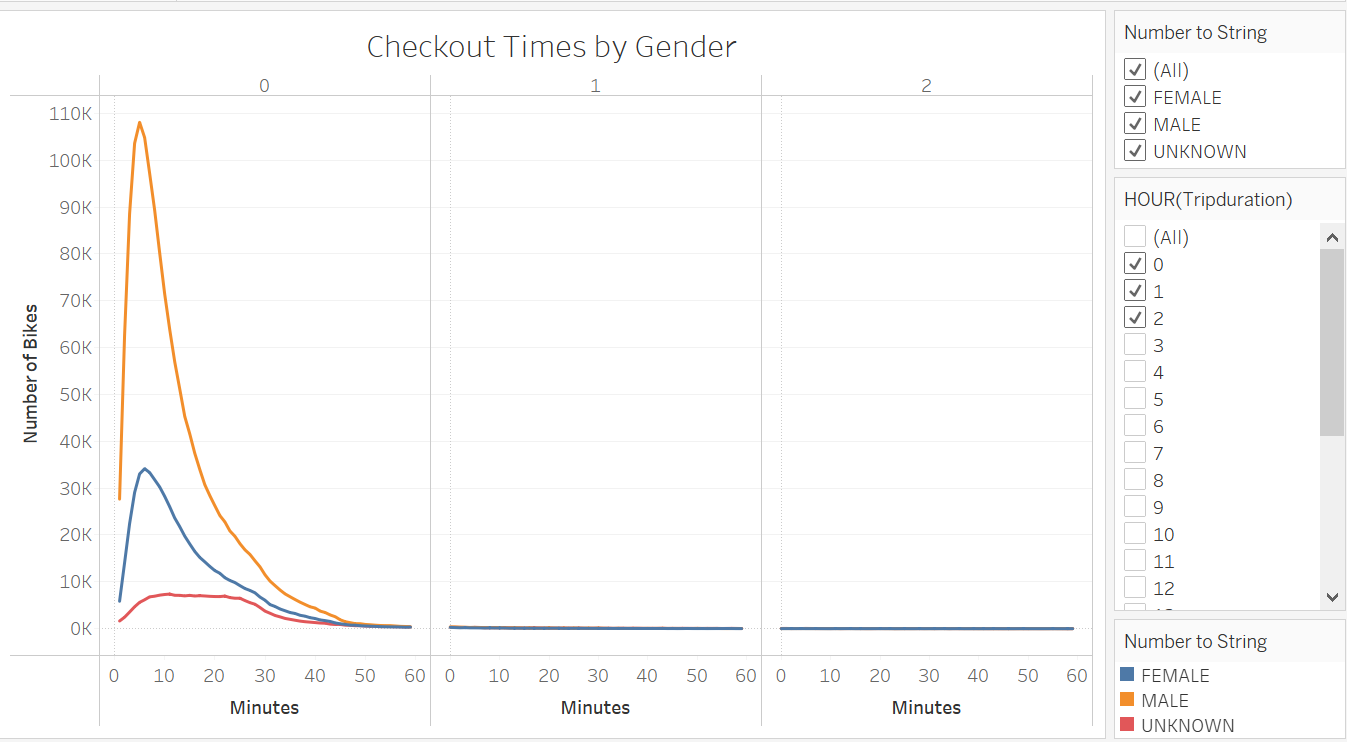 Checkout Times by Gender
0 1 2
110K
100K
90K
80K
70K
60K
50K
40K
30K
20K
10K
0K
Number of Bikes
0 10 20 30 40 50 60 0 10 20 30 40 50 60 0 10 20 30 40 50 60
Minutes Minutes Minutes
Number to String
(All)
FEMALE
MALE
UNKNOWN
HOUR(Tripduration)
(All)
0
1
2
3
4
5
6
7
8
9
10
11
12
Number to String
FEMALE
MALE
UNKNOWN